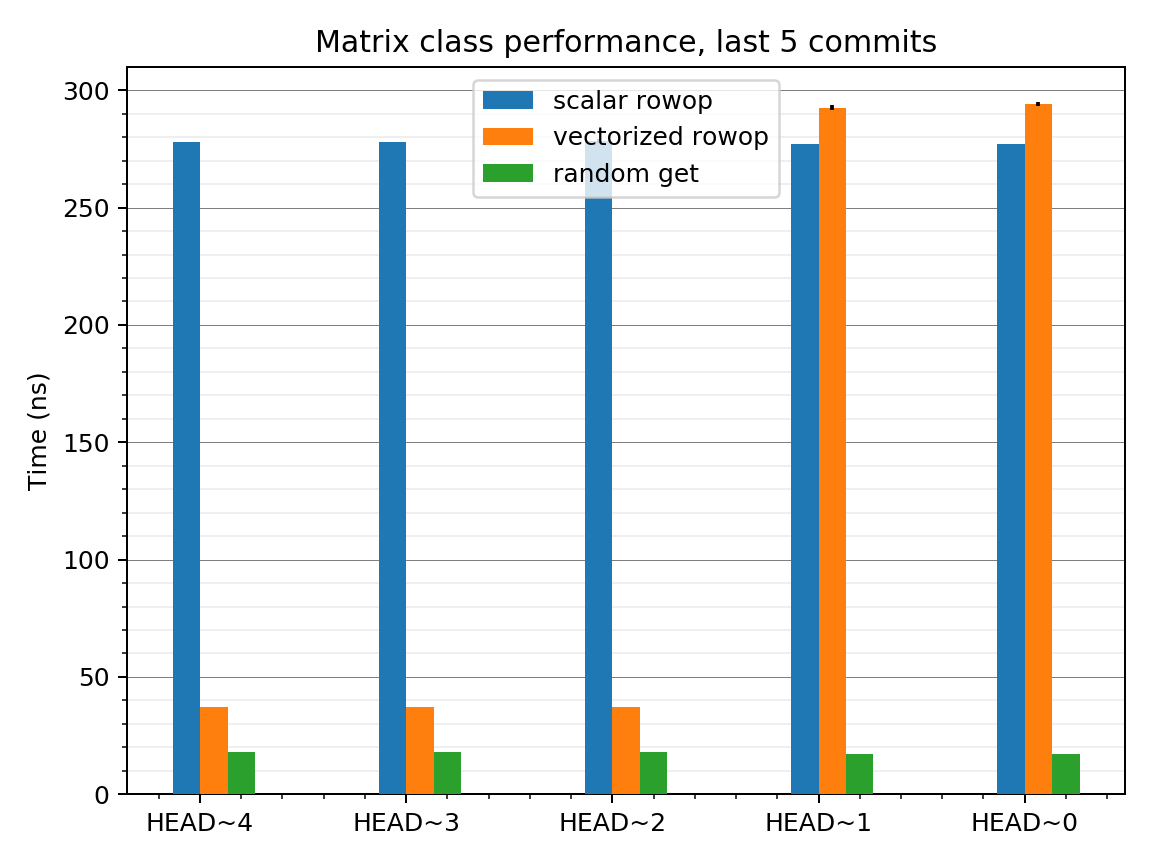 Matrix class performance, last 5 commits
scalar rowop
vectorized rowop
random get
Time (ns)
300
250
200
150
100
50
0
HEAD~4 HEAD~3 HEAD~2 HEAD~1 HEAD~0